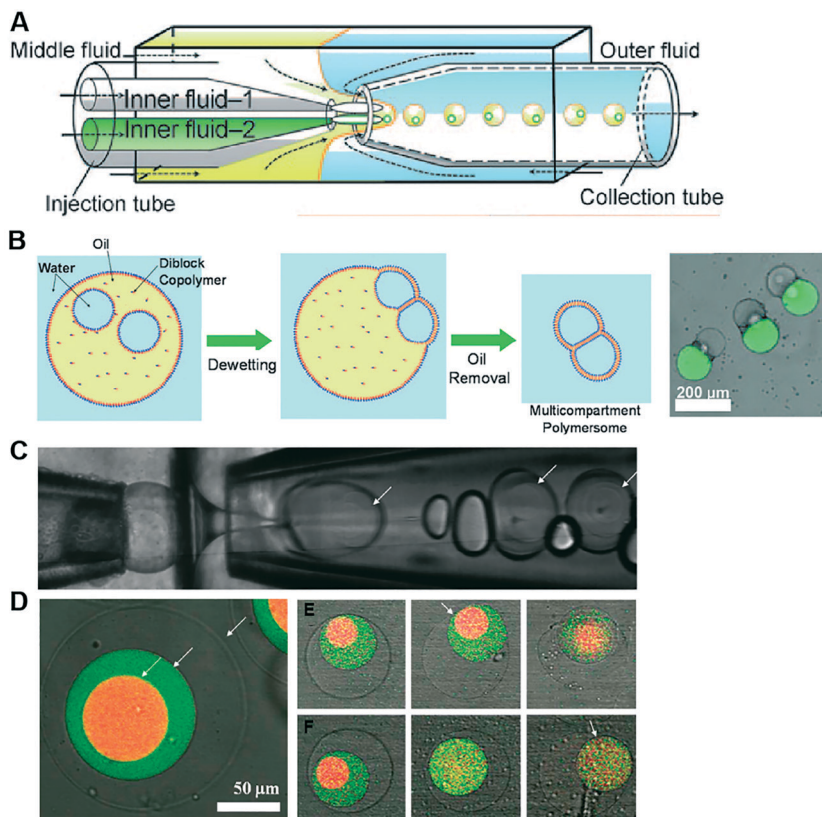 A
Middle fluid
Outer fluid
Inner fluid–1
Inner fluid–2
Injection tube
Collection tube
B
Oil
Water
Diblock
Copolymer
Dewetting
Oil
Removal
Multicompartment
Polymersome
200 µm
C
D
50 µm
E
F